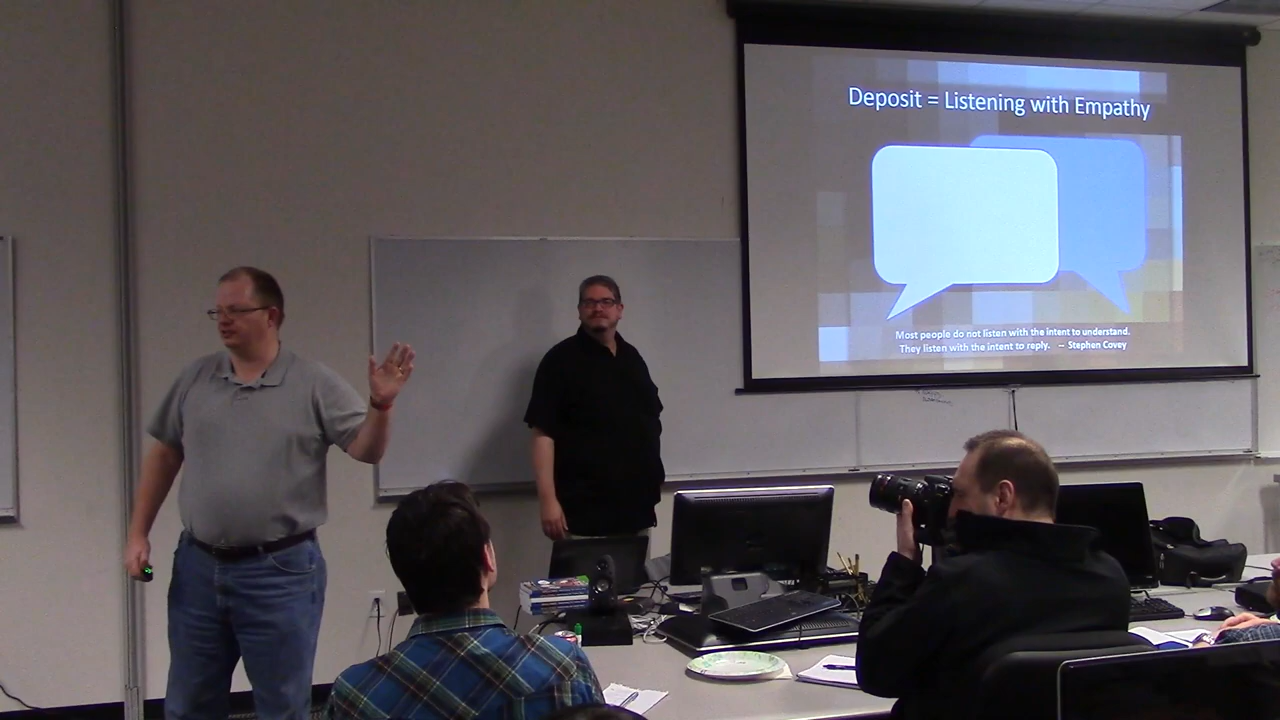 Deposit = Listening with Empathy
Most people do not listen with the intent to understand.
They listen with the intent to reply. – Stephen Covey